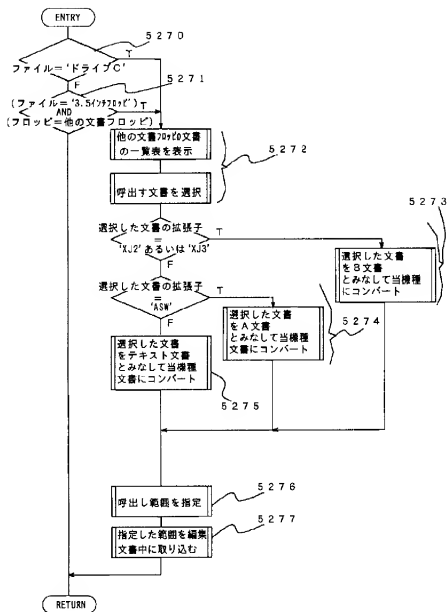 ENTRY
5270
ファイル='ドライブC'
T
F
5271
(ファイル='3.5インチフロッピ')
AND
(フロッピ=他の文書フロッピ)
T
他の文書フロッピの文書
の一覧表を表示
5272
呼出す文書を選択
5273
選択した文書の拡張子
=
'XJ2'あるいは'XJ3'
T
F
選択した文書
をB文書
とみなして当機種
にコンバート
選択した文書の拡張子
=
'ASW'
T
F
選択した文書
をA文書
とみなして当機種
文書にコンバート
5274
選択した文書
をテキスト文書
とみなして当機種
文書にコンバート
5275
5276
呼出し範囲を指定
5277
指定した範囲を編集
文書中に取り込む
RETURN